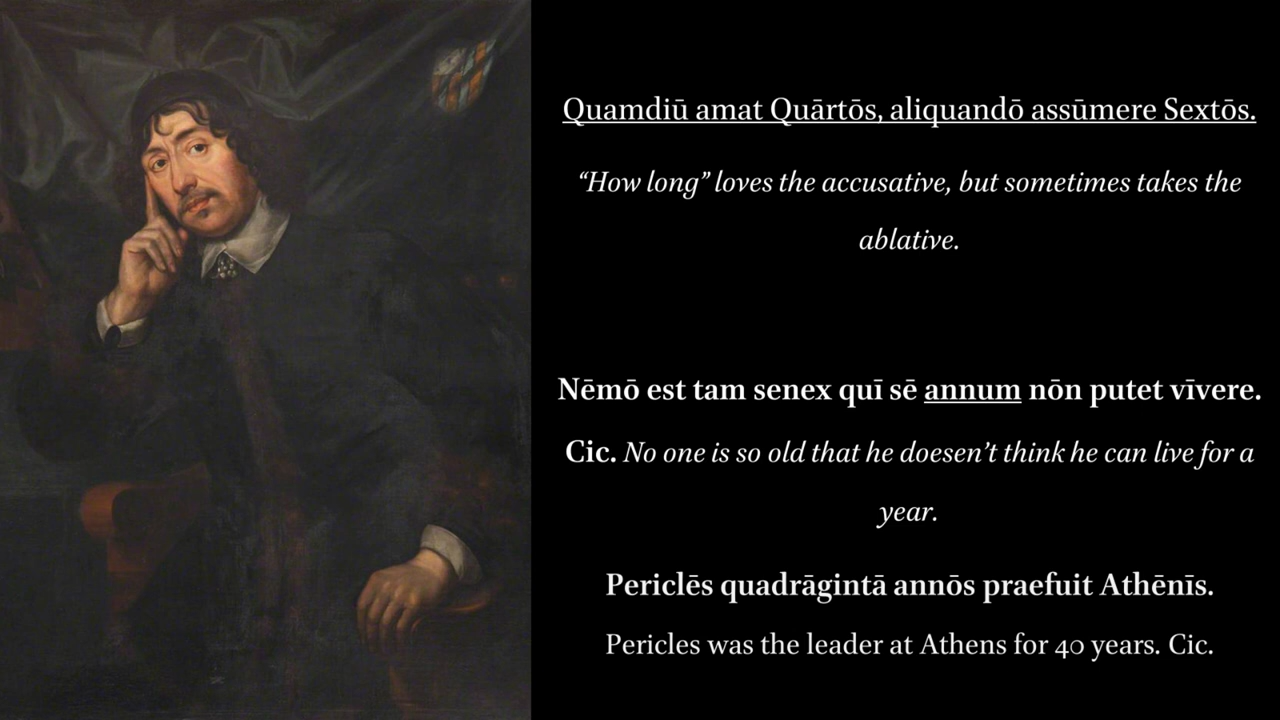 Quamdiū amat Quārtōs, aliquandō assūmere Sextōs.
“How long” loves the accusative, but sometimes takes the
ablative.
Nēmō est tam senex quī sē annum nōn putet vīvere.
Cic. No one is so old that he doesen’t think he can live for a
year.
Periclēs quadrāgintā annōs praefuit Athēnīs.
Pericles was the leader at Athens for 40 years. Cic.